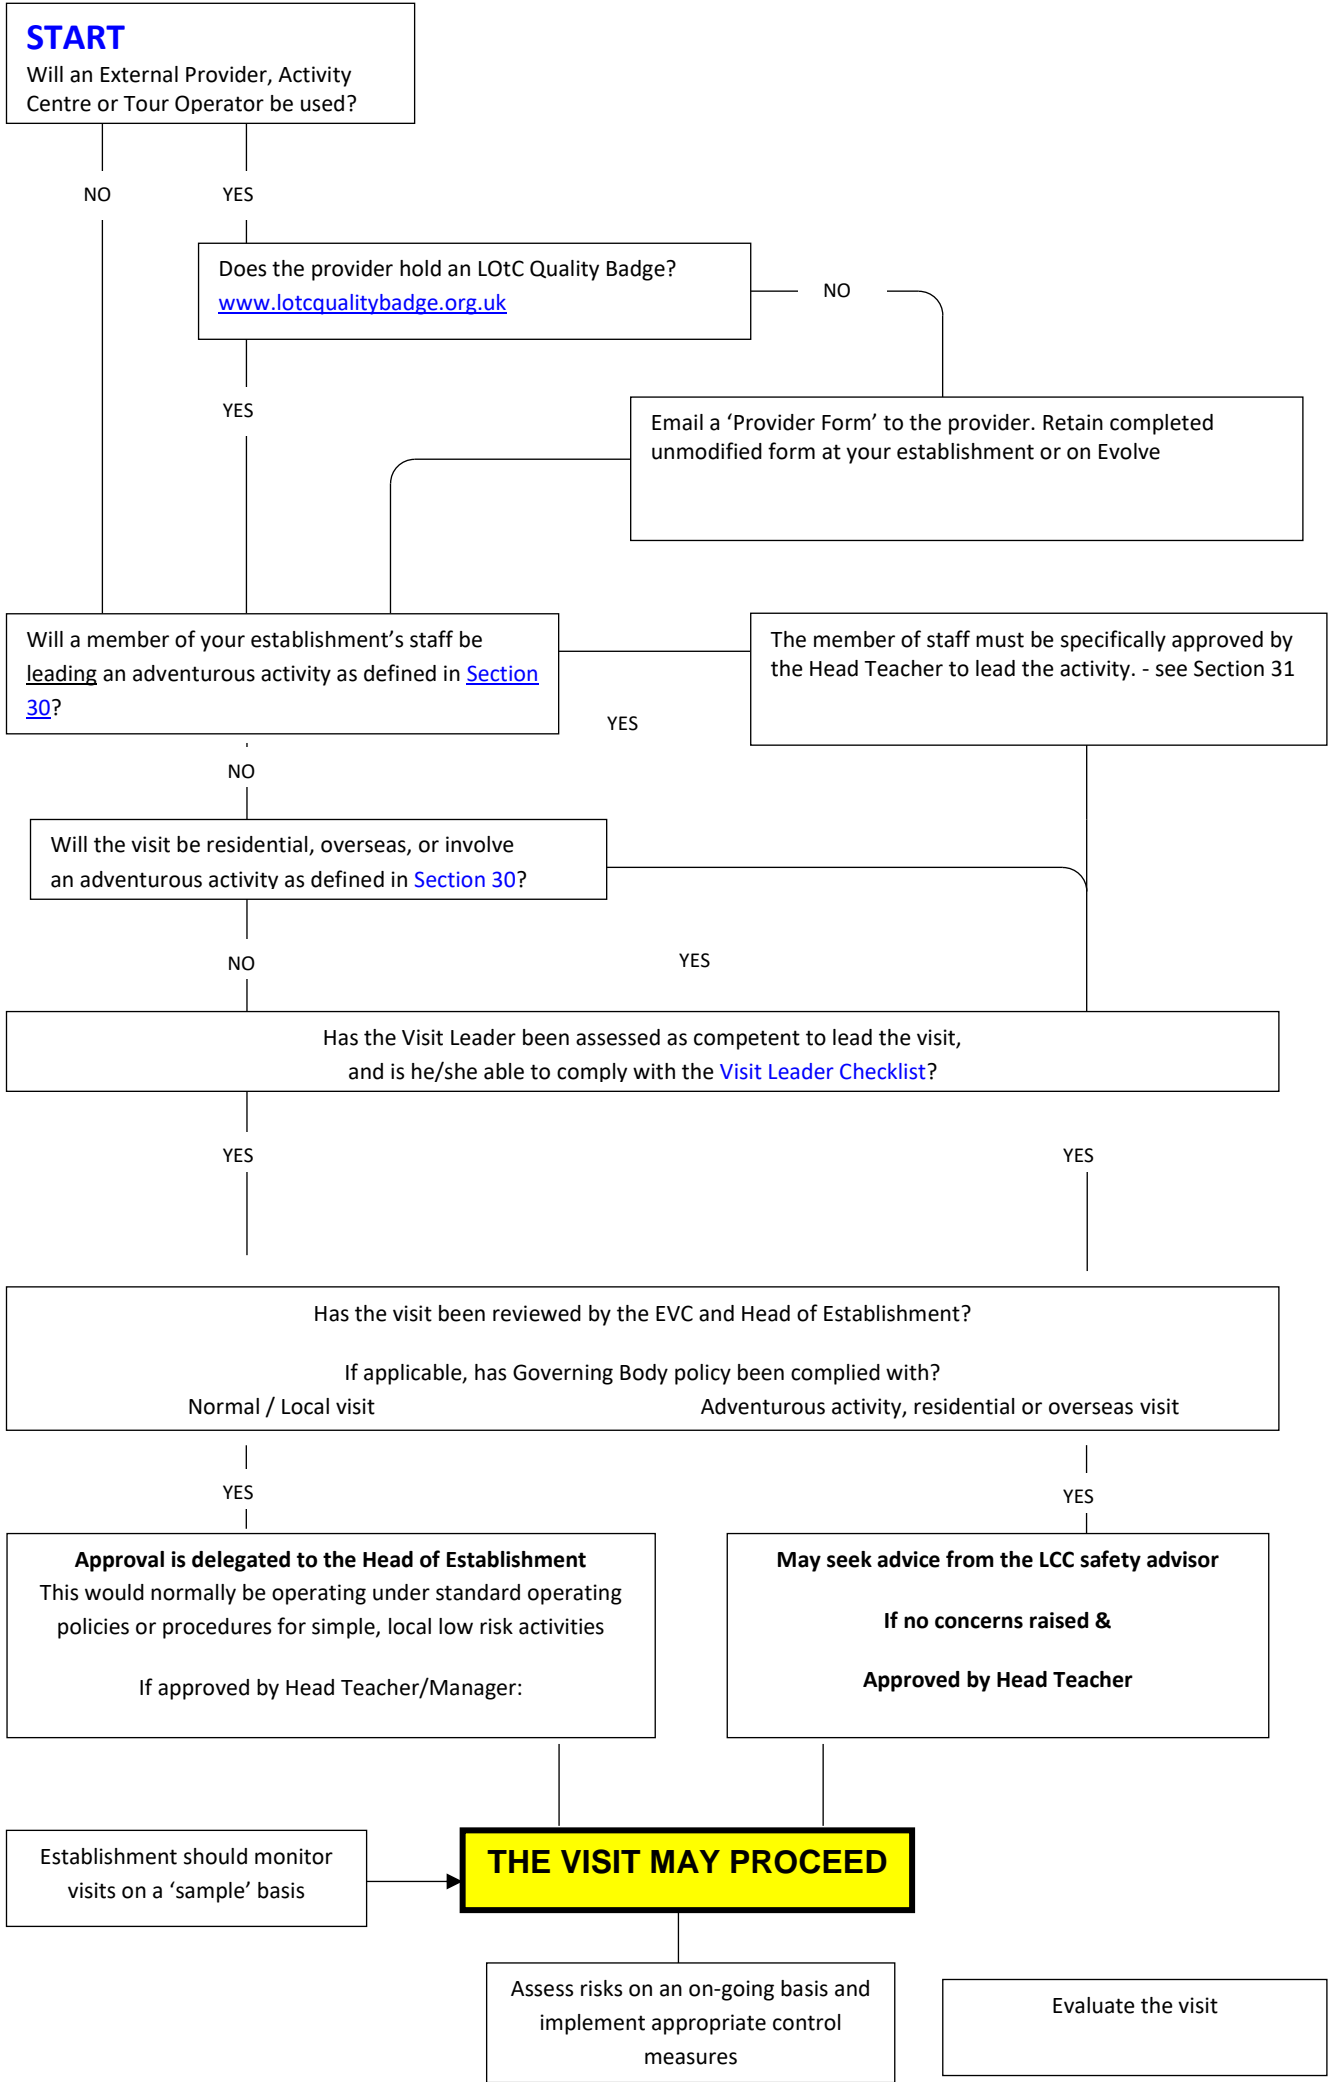 START
Will an External Provider, Activity
Centre or Tour Operator be used?
NO
YES
Does the provider hold an LOtC Quality Badge?
www.lotcqualitybadge.org.uk
NO
YES
Email a ‘Provider Form’ to the provider. Retain completed
unmodified form at your establishment or on Evolve
Will a member of your establishment’s staff be
leading an adventurous activity as defined in Section
30?
The member of staff must be specifically approved by
the Head Teacher to lead the activity. - see Section 31
YES
NO
Will the visit be residential, overseas, or involve
an adventurous activity as defined in Section 30?
NO
YES
Has the Visit Leader been assessed as competent to lead the visit,
and is he/she able to comply with the Visit Leader Checklist?
YES
YES
Has the visit been reviewed by the EVC and Head of Establishment?
If applicable, has Governing Body policy been complied with?
Normal / Local visit
Adventurous activity, residential or overseas visit
YES
YES
Approval is delegated to the Head of Establishment
This would normally be operating under standard operating
policies or procedures for simple, local low risk activities
If approved by Head Teacher/Manager:
May seek advice from the LCC safety advisor
If no concerns raised &
Approved by Head Teacher
Establishment should monitor
visits on a ‘sample’ basis
THE VISIT MAY PROCEED
Assess risks on an on-going basis and
implement appropriate control
measures
Evaluate the visit